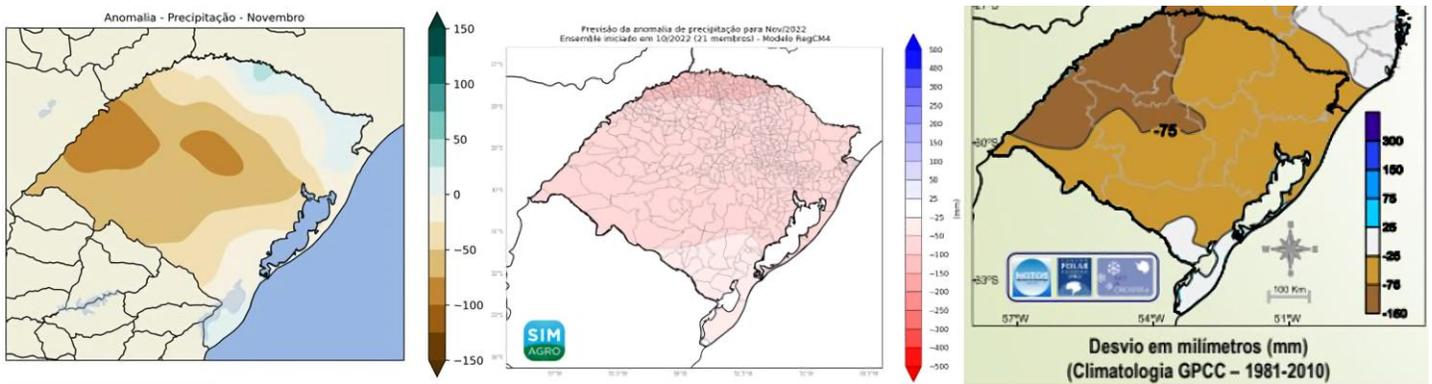 Anomalia - Precipitação - Novembro
150
100
50
0
−50
−100
−150
Previsão da anomalia de precipitação para Nov/2022
Ensemble iniciado em 10/2022 (21 membros) - Modelo RegCM4
500
400
300
250
200
150
100
50
25
−25
−50
−100
−150
−200
−250
−300
−400
−500
(mm)
SIM
AGRO
-75
30°S
33°S
57°W
54°W
51°W
300
150
75
25
-25
-75
-150
NOTOS
POLAR
100 Km
Desvio em milímetros (mm)
(Climatologia GPCC – 1981-2010)